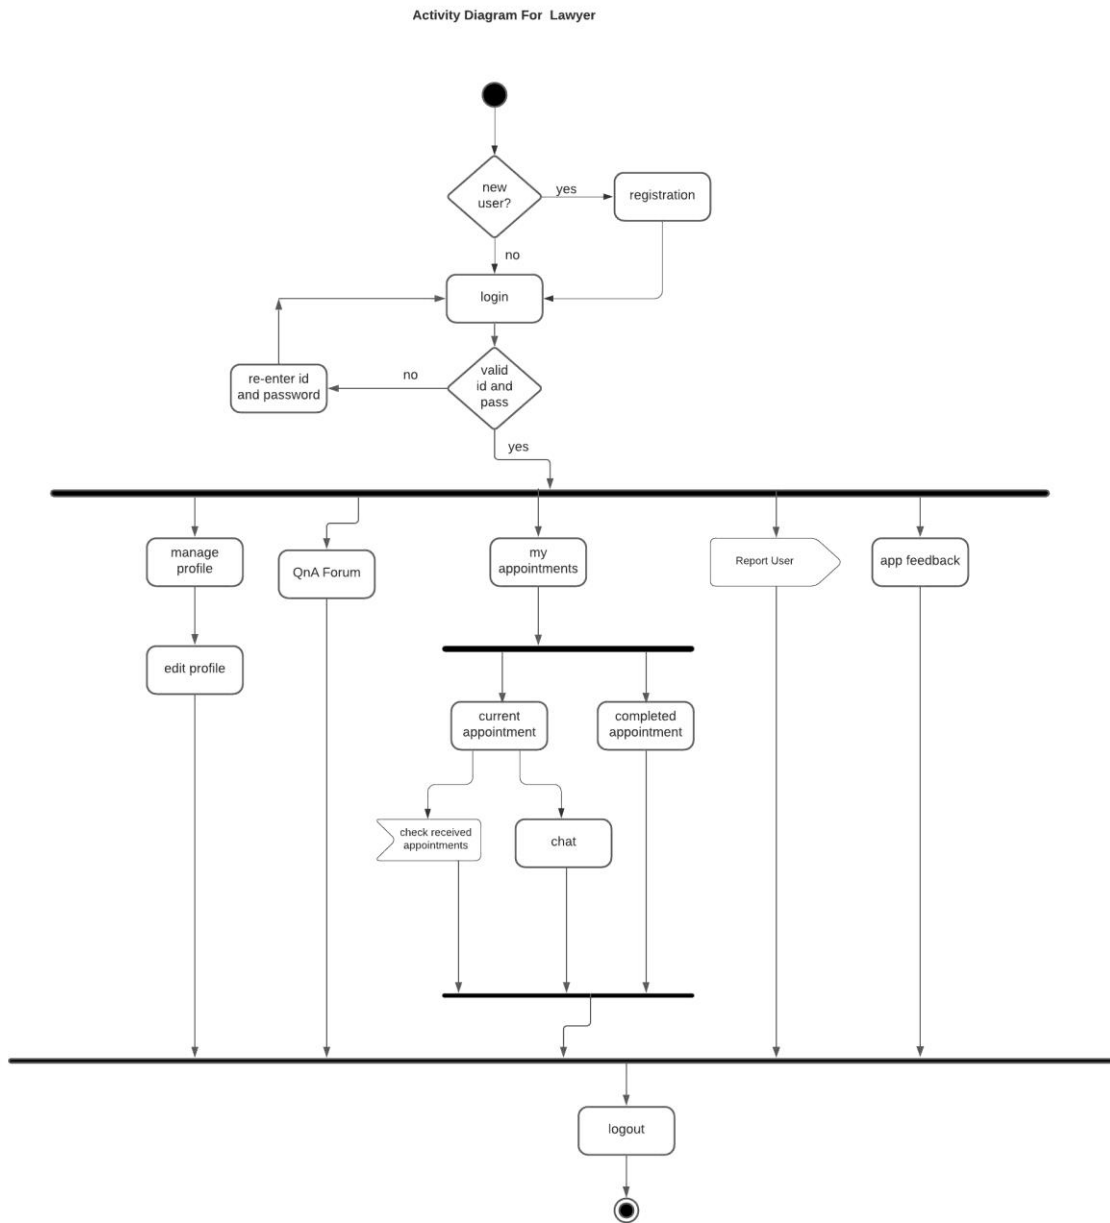 Activity Diagram For Lawyer
new
user?
yes
registration
no
login
re-enter id
and password
no
valid
id and
pass
yes
manage
profile
QnA Forum
my
appointments
Report User
app feedback
edit profile
current
appointment
completed
appointment
check received
appointments
chat
logout